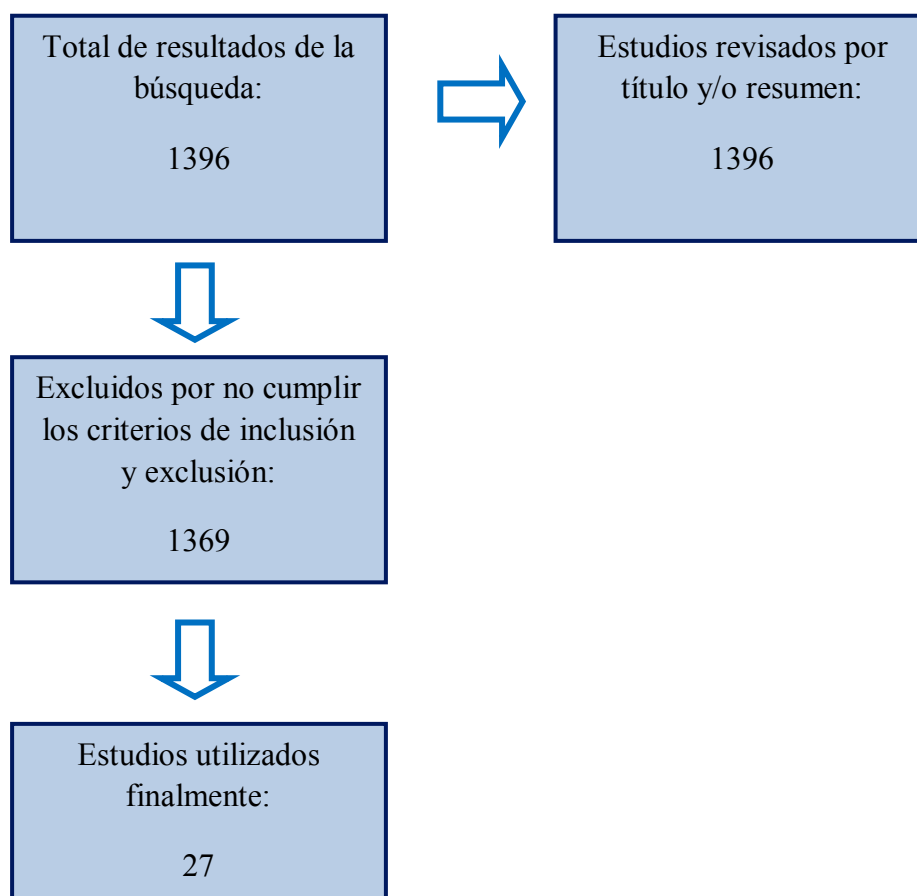 Total de resultados de la
búsqueda:
1396
Estudios revisados por
título y/o resumen:
1396
Excluidos por no cumplir
los criterios de inclusión
y exclusión:
1369
Estudios utilizados
finalmente:
27